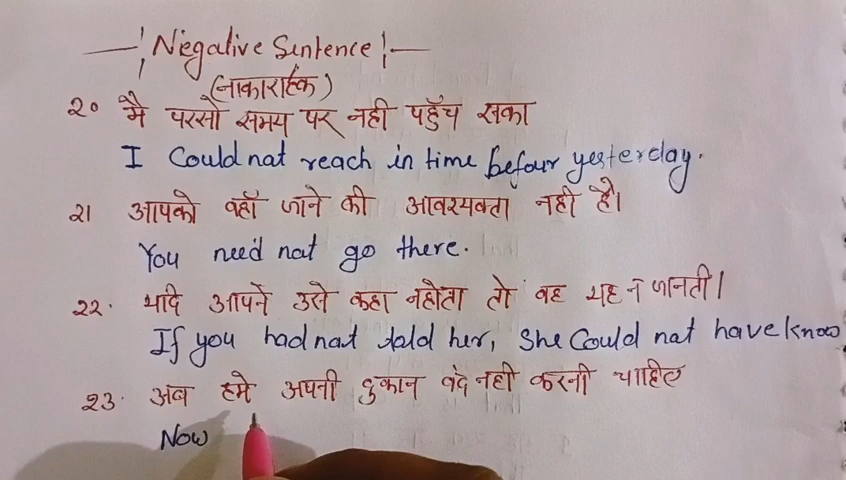 Negative Sentence
(नाकारात्मक)
२० मै परसो समय पर नही पहुँच सका
I Could nat reach in time befour yesterday.
२१ आपको वहाँ जाने की आवश्यक्ता नही है।
You need nat go there.
२२. यदि आपने उसे कहा नहोता तो वह यह न जानती।
If you had nat told her, She Could nat have know
२३. अब हमे अपनी दुकान बंद नही करनी चाहिए
Now